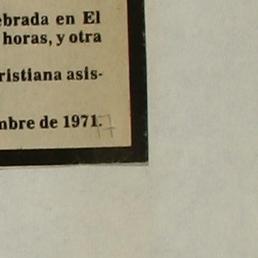 ebrada en El
horas, y otra
ristiana asis-
mbre de 1971.